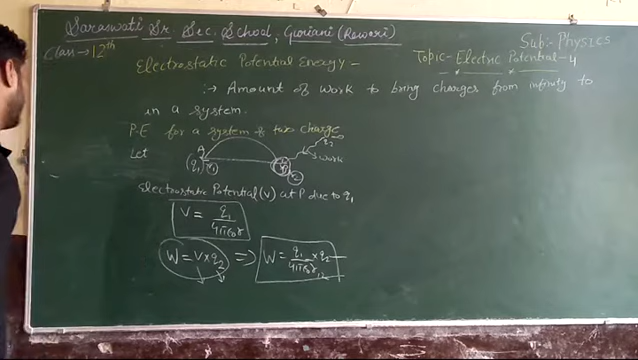 Saraswati Sr. Sec. School, Guriani (Rewari)
Class → 12th
Sub:- Physics
Topic - Electric Potential - 4
Electrostatic Potential Energy -
:→ Amount of work to bring charges from infinity to
in a system.
P.E for a system of two charge
Let
A
(q1)
work
q2
Electrostatic Potential (V) at P due to q1
V = q1 / 4πε0r
W = V × q2 ⇒ W = q1 / 4πε0r12 × q2